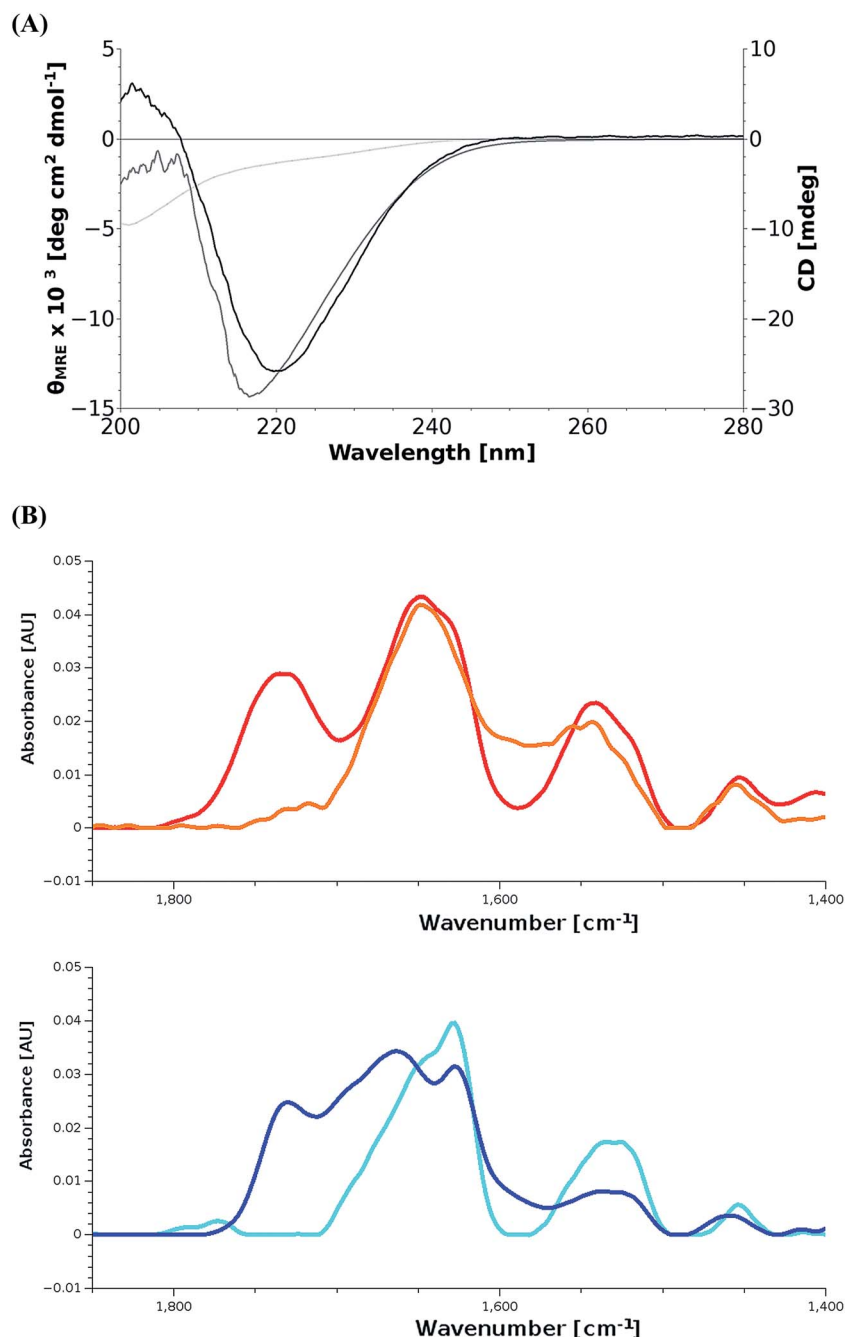 (A)
5
0
−5
−10
−15
θMRE x 10 ³ [deg cm² dmol⁻¹]
10
0
−10
−20
−30
CD [mdeg]
200 220 240 260 280
Wavelength [nm]
(B)
0.05
0.04
0.03
0.02
0.01
0
−0.01
Absorbance [AU]
1,800 1,600 1,400
Wavenumber [cm⁻¹]
0.05
0.04
0.03
0.02
0.01
0
−0.01
Absorbance [AU]
1,800 1,600 1,400
Wavenumber [cm⁻¹]